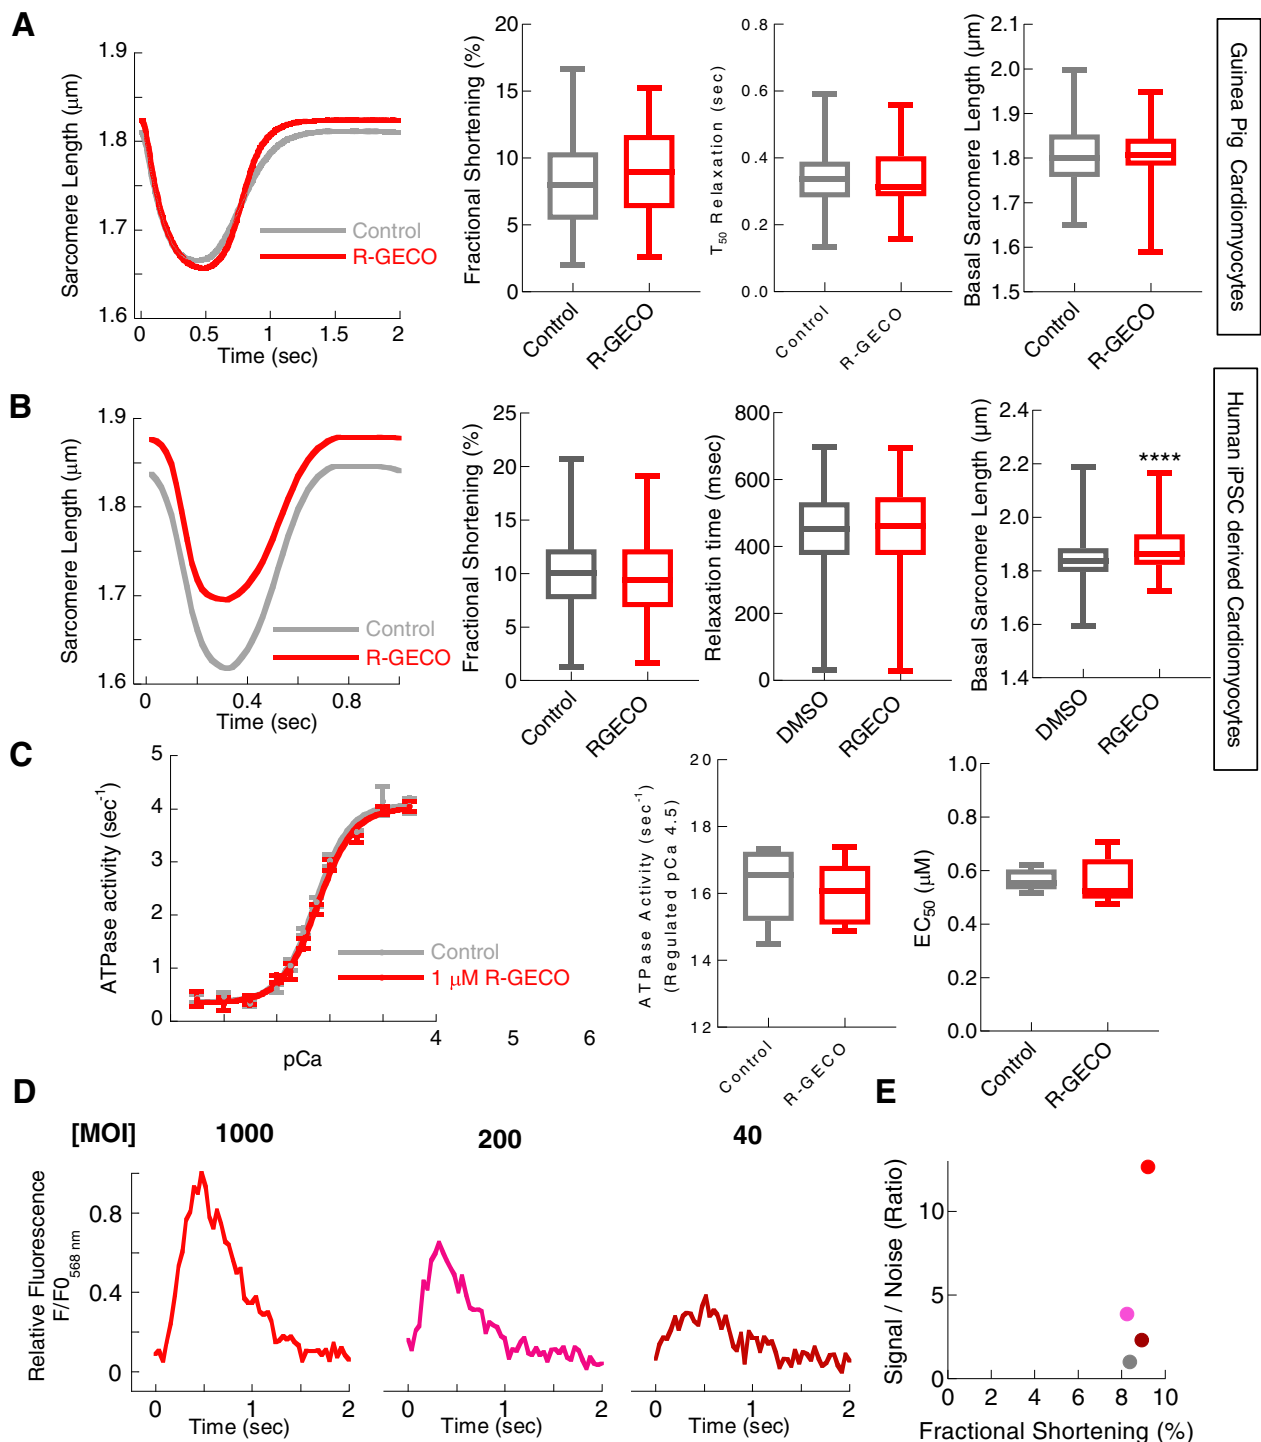 A
Sarcomere Length (μm)
1.9
1.8
1.7
1.6
0
0.5
1
1.5
2
Time (sec)
Control
R-GECO
Fractional Shortening (%)
20
15
10
5
0
Control
R-GECO
T50 Relaxation (sec)
0.8
0.6
0.4
0.2
0.0
Control
R-GECO
Basal Sarcomere Length (μm)
2.1
2.0
1.9
1.8
1.7
1.6
1.5
Control
R-GECO
Guinea Pig Cardiomyocytes
B
Sarcomere Length (μm)
1.9
1.8
1.7
1.6
0
0.4
0.8
Time (sec)
Control
R-GECO
Fractional Shortening (%)
25
20
15
10
5
0
Control
RGECO
Relaxation time (msec)
800
600
400
200
0
DMSO
RGECO
Basal Sarcomere Length (μm)
2.4
2.2
2.0
1.8
1.6
1.4
****
DMSO
RGECO
Human iPSC derived Cardiomyocytes
C
ATPase activity (sec-1)
5
4
3
2
1
0
4
5
6
pCa
Control
1 μM R-GECO
ATPase Activity (sec-1)
(Regulated pCa 4.5)
20
18
16
14
12
Control
R-GECO
EC50 (μM)
1.0
0.8
0.6
0.4
0.2
0.0
Control
R-GECO
D
[MOI]
1000
200
40
Relative Fluorescence
F/F0568 nm
0.8
0.4
0
0
1
2
Time (sec)
0
1
2
Time (sec)
0
1
2
Time (sec)
E
Signal / Noise (Ratio)
10
5
0
0
2
4
6
8
10
Fractional Shortening (%)